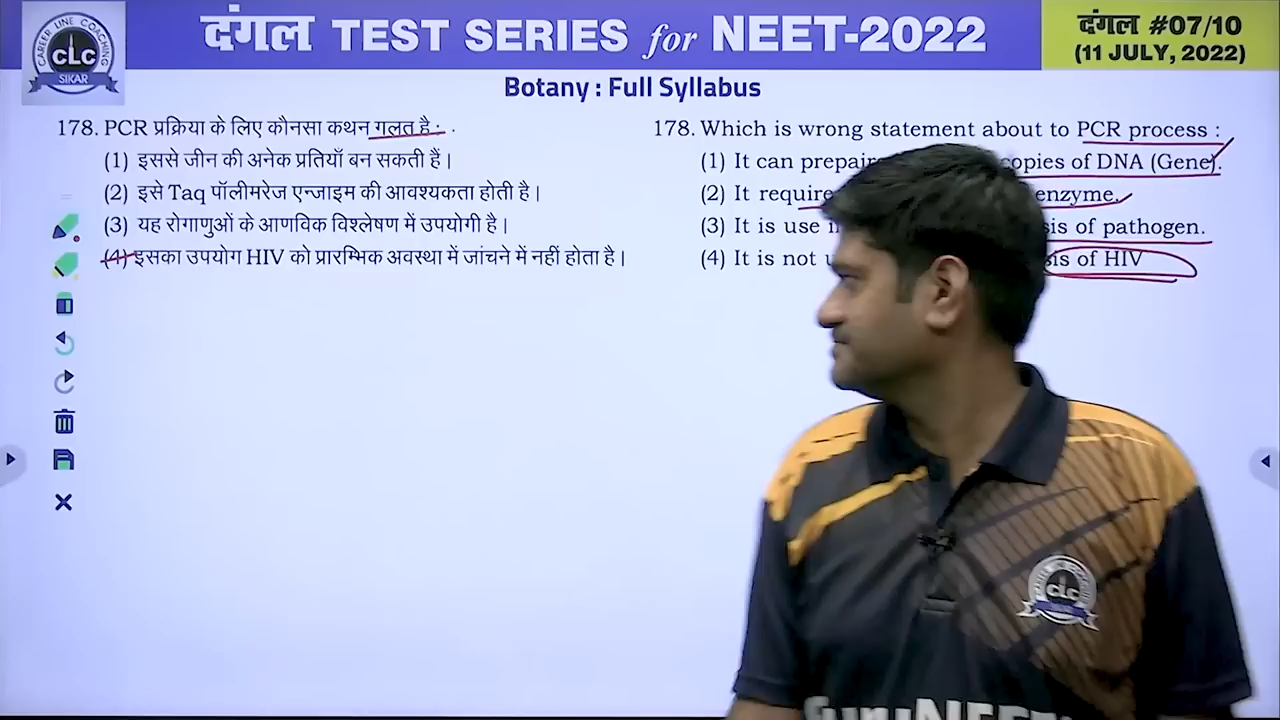 दंगल TEST SERIES for NEET-2022
दंगल #07/10
(11 JULY, 2022)
CAREER LINE COACHING
CLC
SIKAR
Botany : Full Syllabus
178. PCR प्रक्रिया के लिए कौनसा कथन गलत है :
(1) इससे जीन की अनेक प्रतियाँ बन सकती हैं।
(2) इसे Taq पॉलीमरेज एन्जाइम की आवश्यकता होती है।
(3) यह रोगाणुओं के आणविक विश्लेषण में उपयोगी है।
(4) इसका उपयोग HIV को प्रारम्भिक अवस्था में जांचने में नहीं होता है।
178. Which is wrong statement about to PCR process :
(1) It can prepair copies of DNA (Gene).
(2) It require enzyme.
(3) It is use of pathogen.
(4) It is not of HIV
CLC